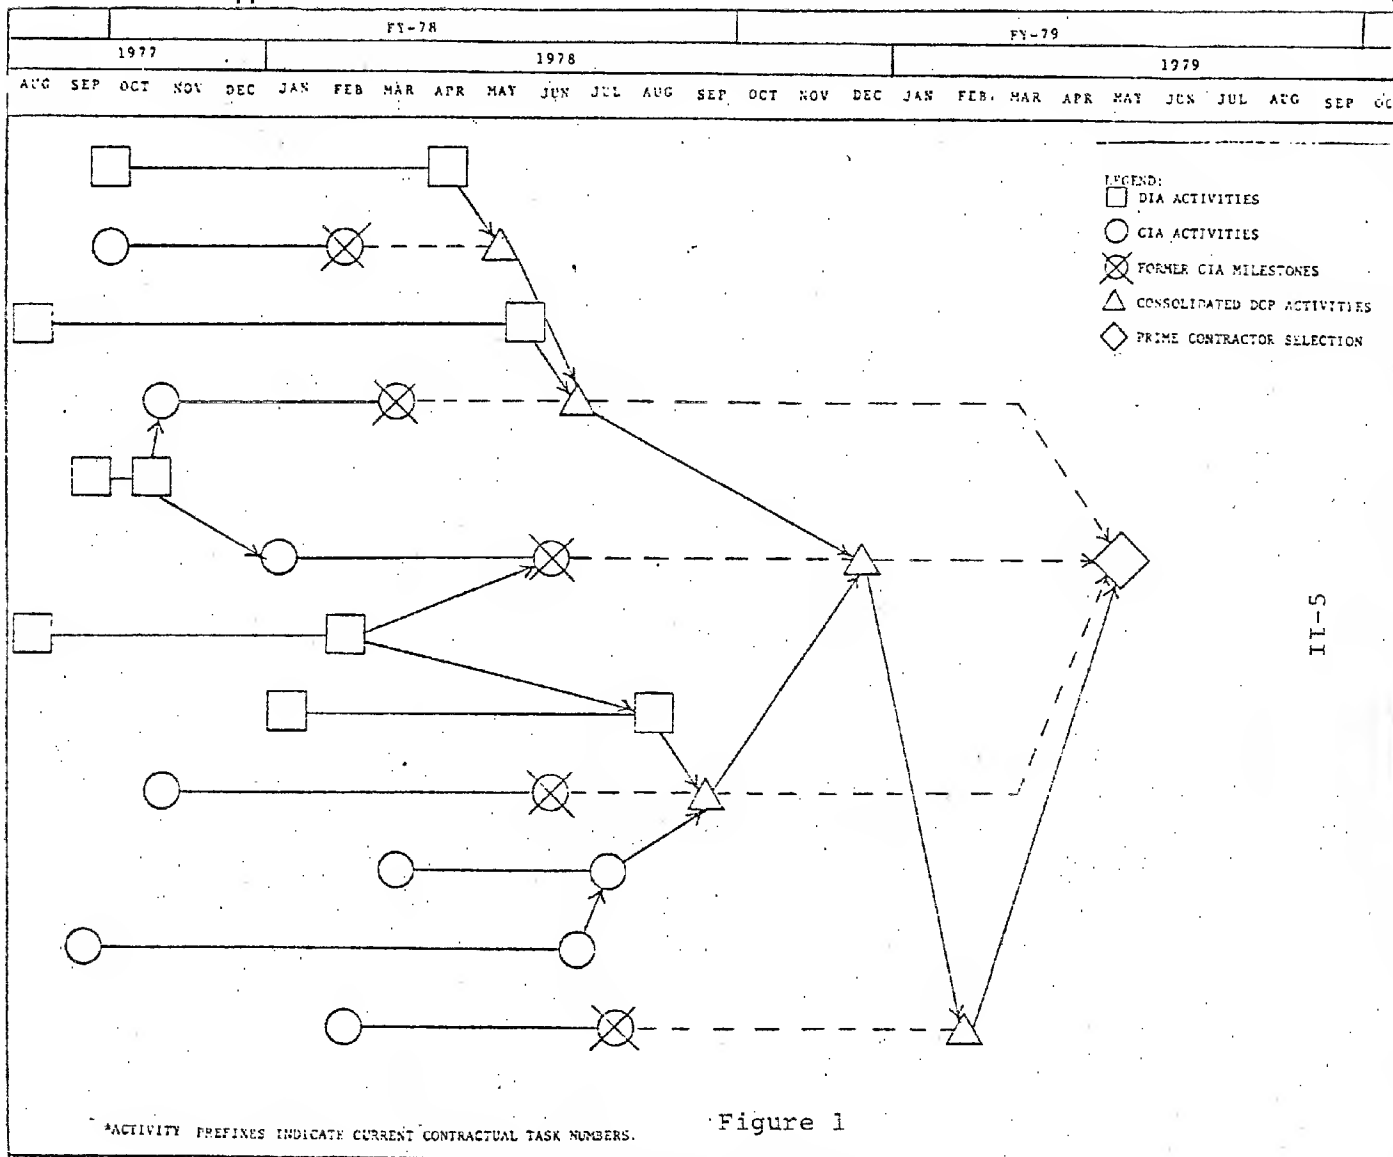 FY-78 FY-79
1977 1978 1979
AUG SEP OCT NOV DEC JAN FEB MAR APR MAY JUN JUL AUG SEP OCT NOV DEC JAN FEB. MAR APR MAY JUN JUL AUG SEP OC
LEGEND:
DIA ACTIVITIES
CIA ACTIVITIES
FORMER CIA MILESTONES
CONSOLIDATED DCP ACTIVITIES
PRIME CONTRACTOR SELECTION
II-5
*ACTIVITY PREFIXES INDICATE CURRENT CONTRACTUAL TASK NUMBERS.
Figure 1